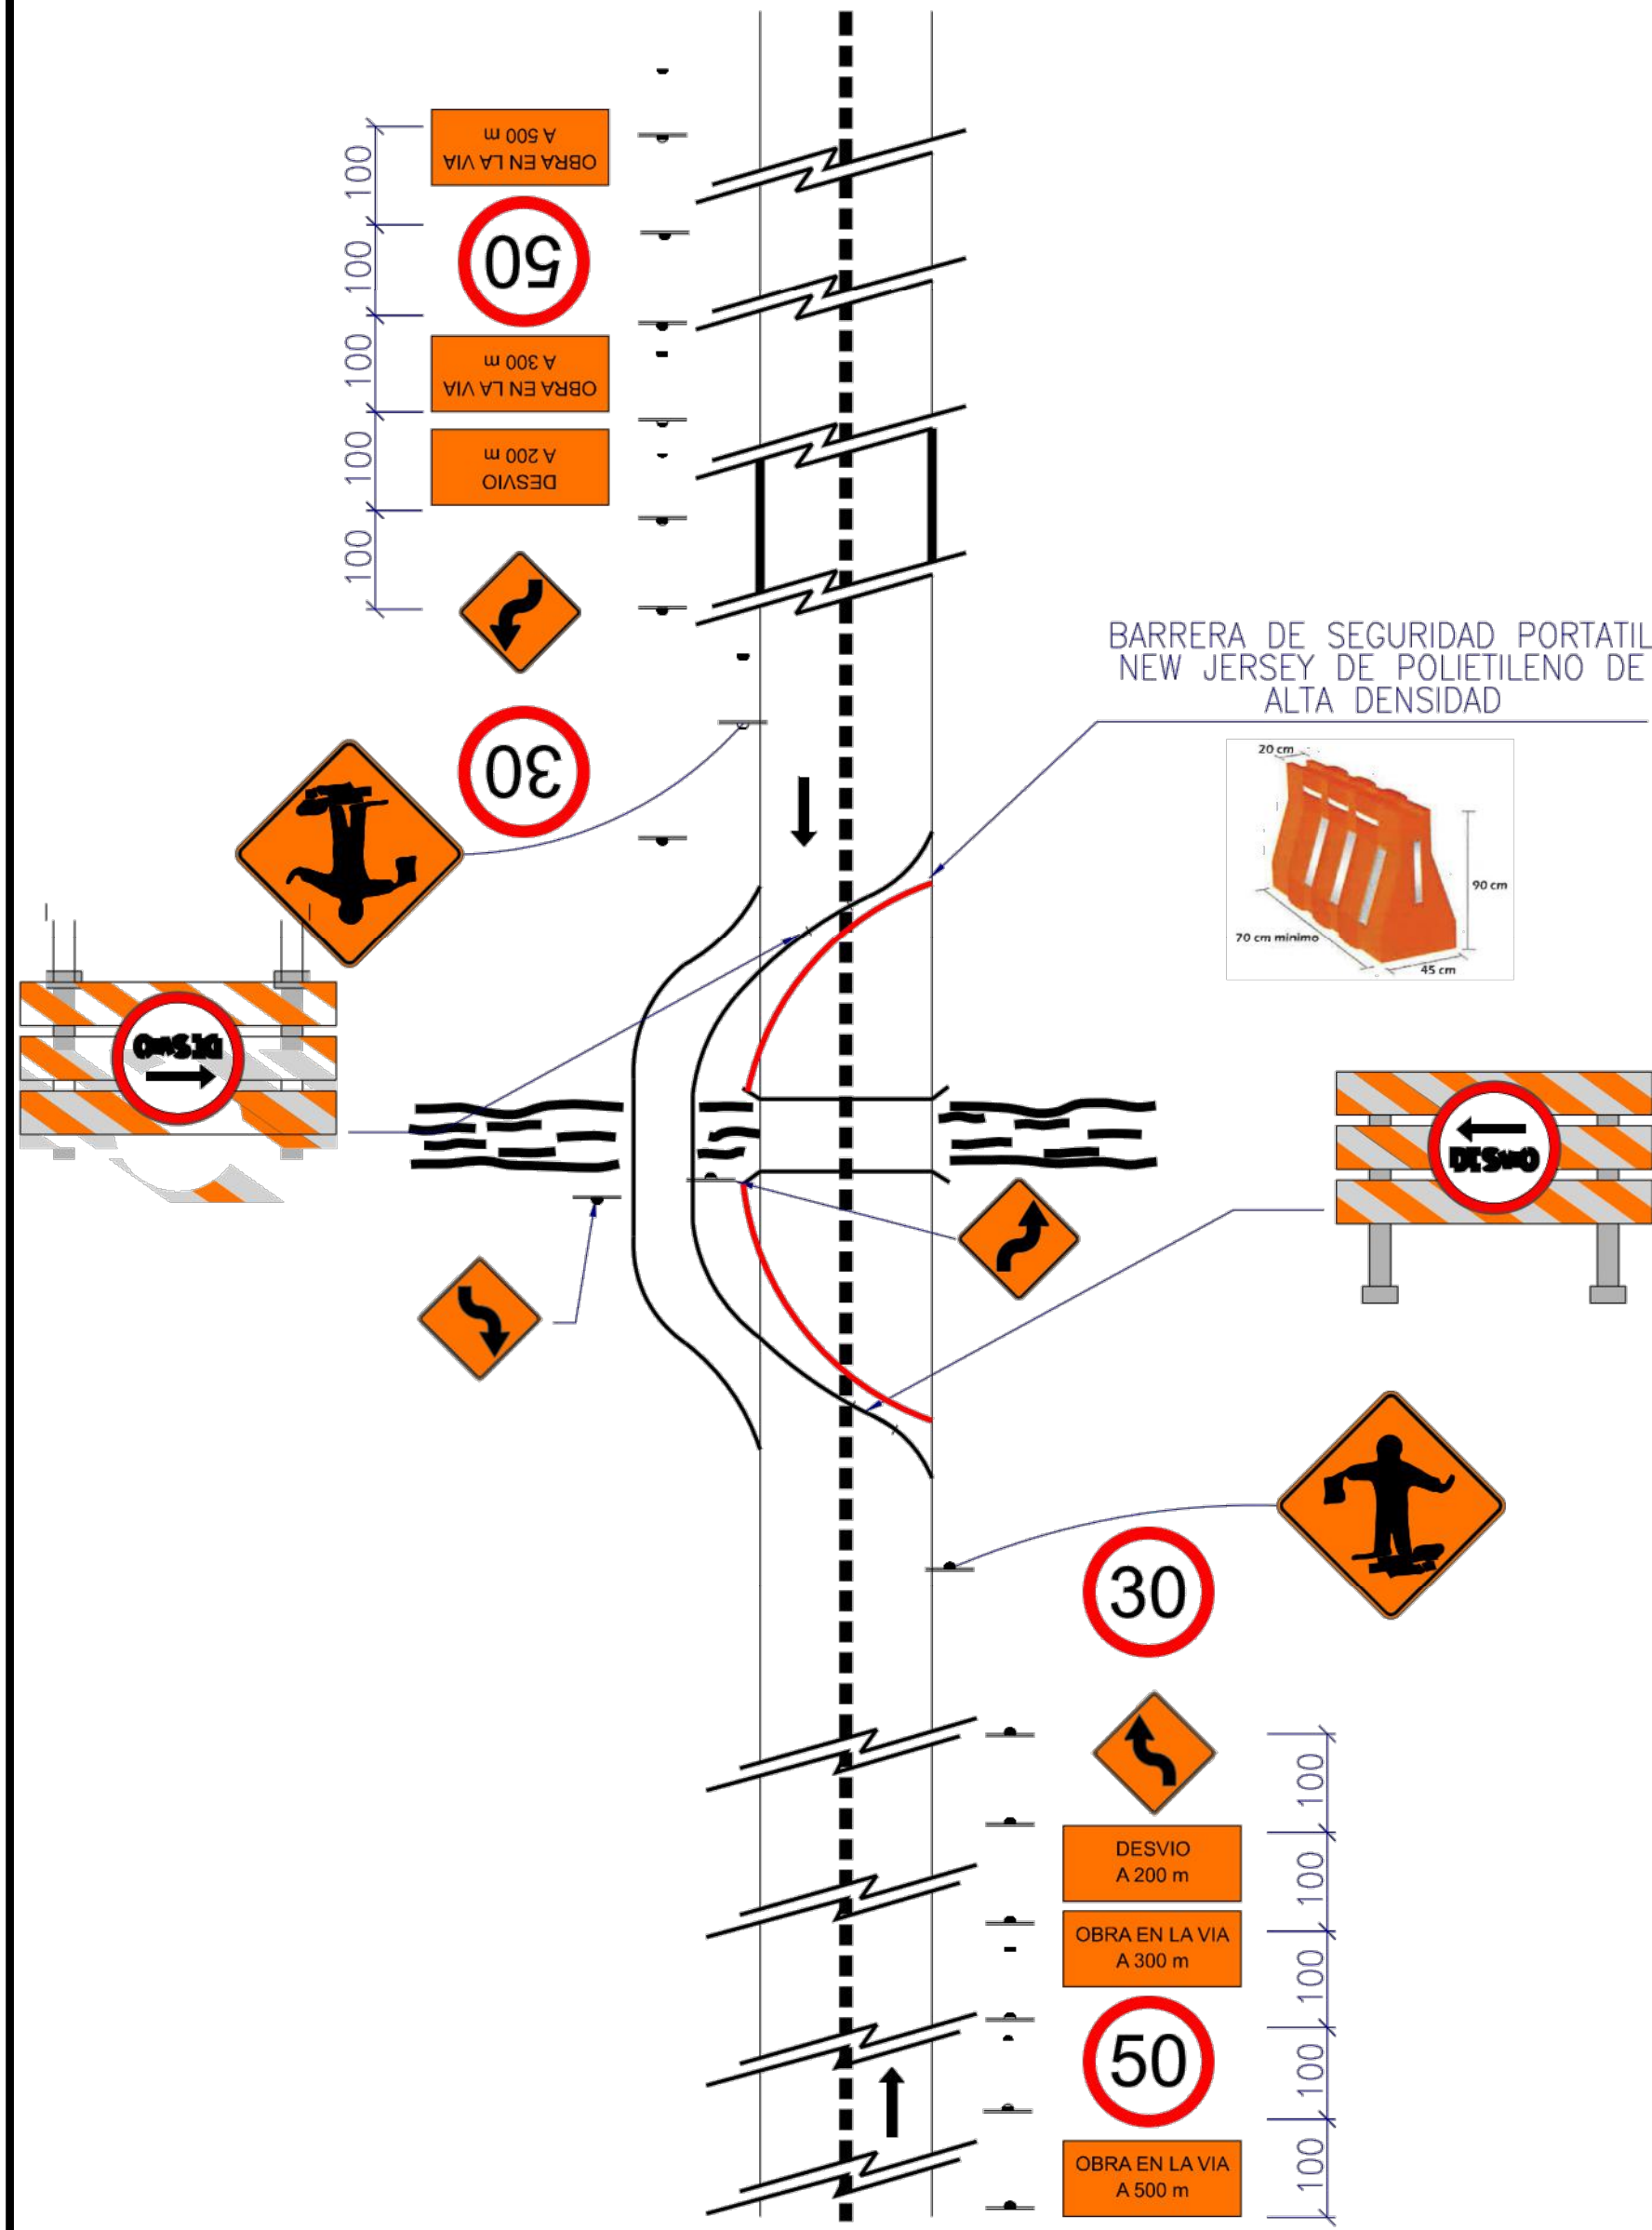 100
100
100
100
100
OBRA EN LA VIA
A 500 m
50
OBRA EN LA VIA
A 300 m
DESVIO
A 200 m
30
BARRERA DE SEGURIDAD PORTATIL
NEW JERSEY DE POLIETILENO DE
ALTA DENSIDAD
20 cm
90 cm
70 cm minimo
45 cm
DESVIO
DESVIO
30
DESVIO
A 200 m
OBRA EN LA VIA
A 300 m
50
OBRA EN LA VIA
A 500 m
100
100
100
100
100